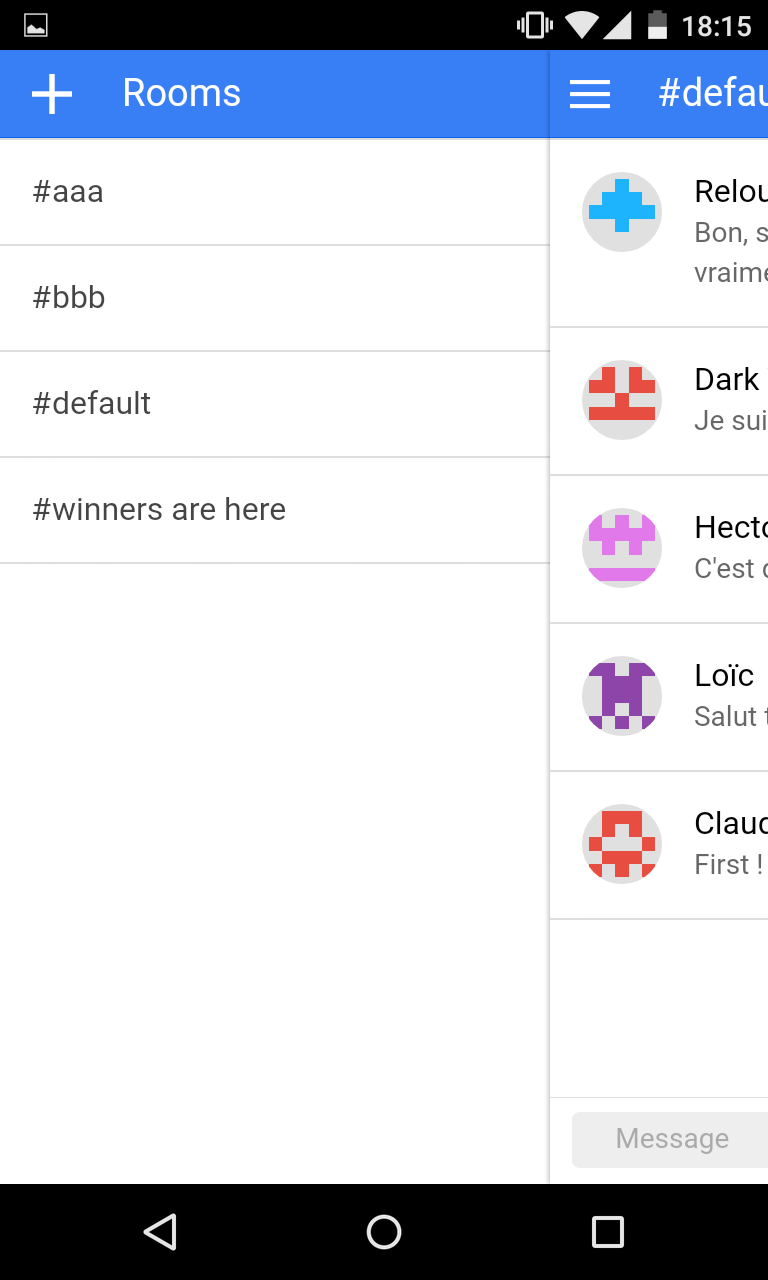 18:15
Rooms
#aaa
#bbb
#default
#winners are here
#defau
Relou
Bon, s
vraime
Dark
Je sui
Hecto
C'est
Loïc
Salut t
Claud
First !
Message